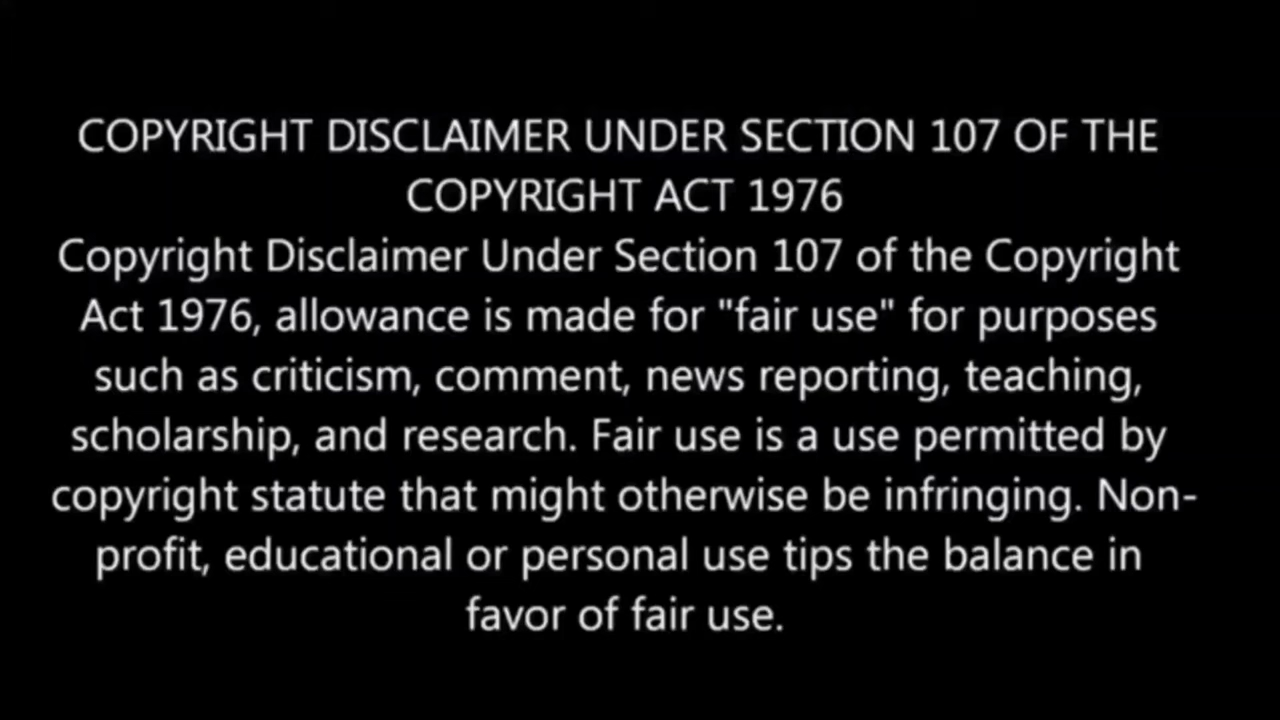 COPYRIGHT DISCLAIMER UNDER SECTION 107 OF THE
COPYRIGHT ACT 1976
Copyright Disclaimer Under Section 107 of the Copyright
Act 1976, allowance is made for "fair use" for purposes
such as criticism, comment, news reporting, teaching,
scholarship, and research. Fair use is a use permitted by
copyright statute that might otherwise be infringing. Non-
profit, educational or personal use tips the balance in
favor of fair use.